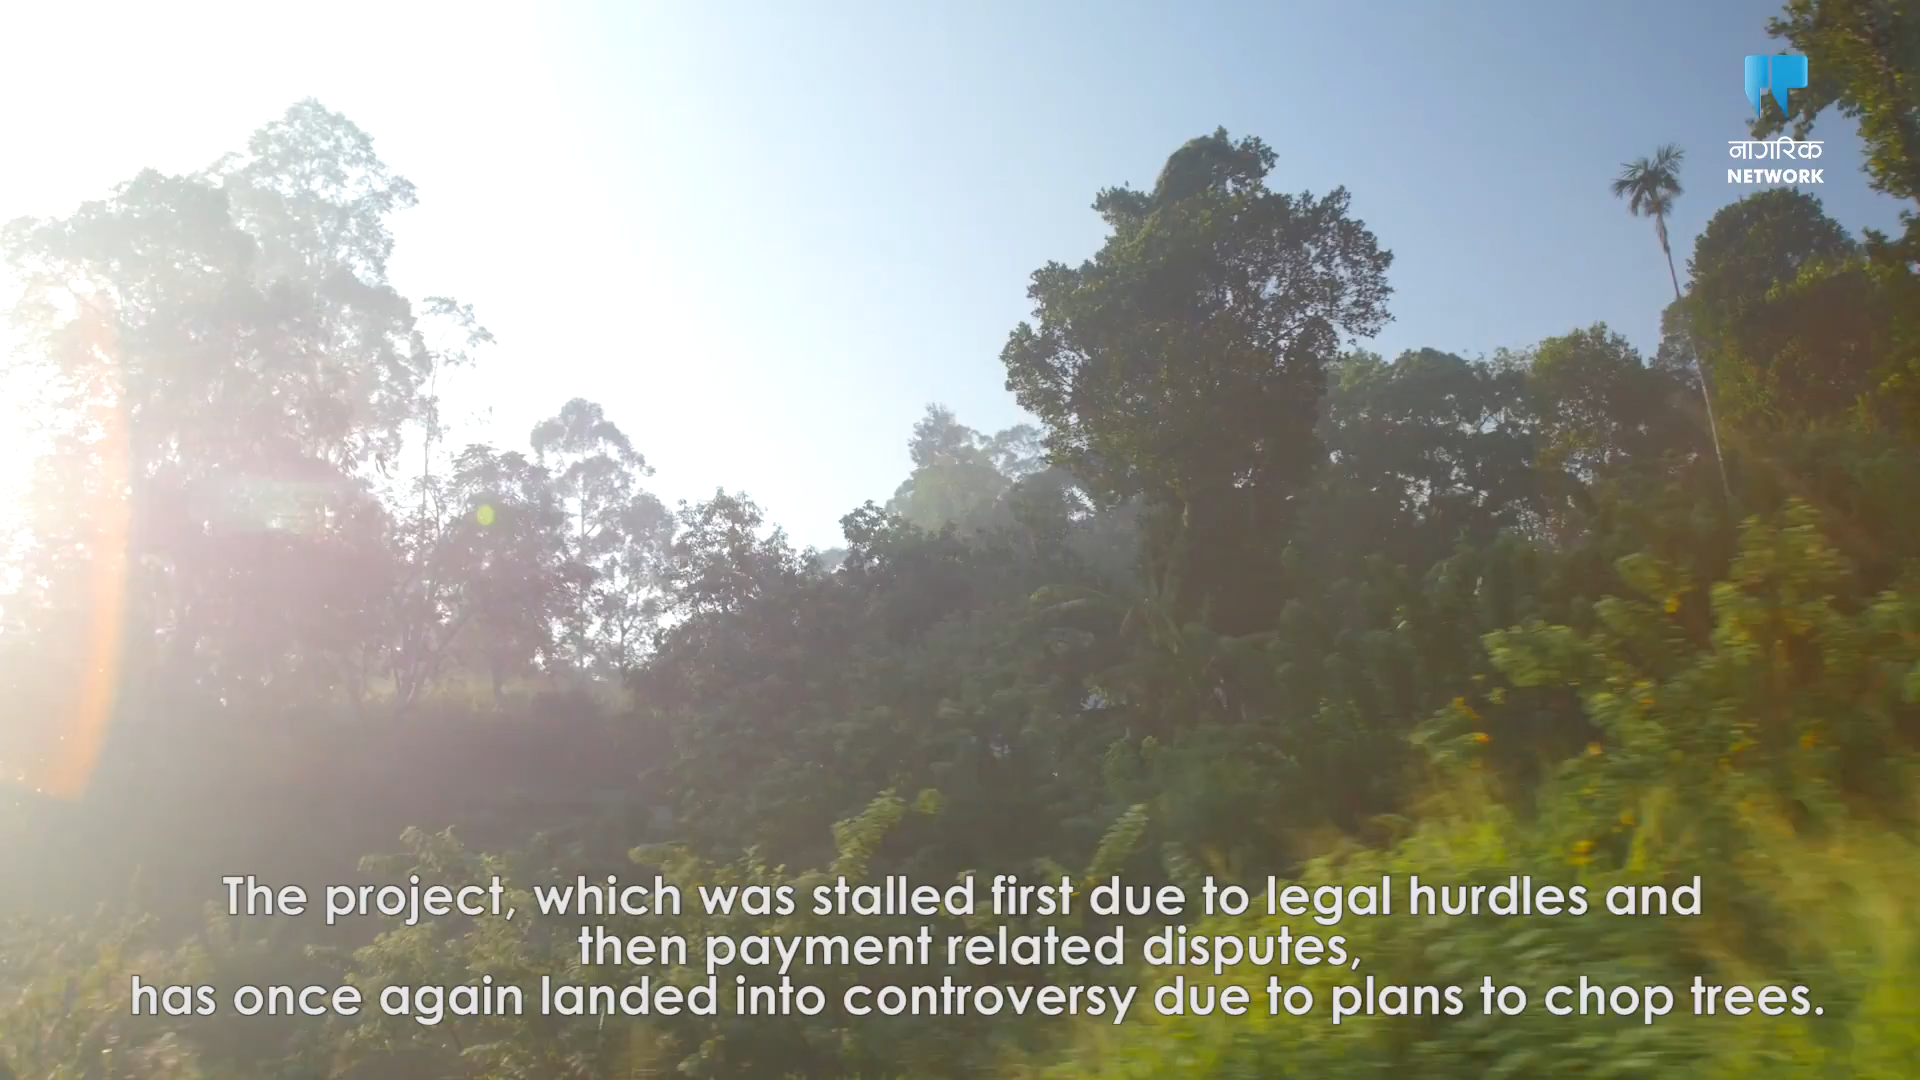 नागरिक
NETWORK
The project, which was stalled first due to legal hurdles and
then payment related disputes,
has once again landed into controversy due to plans to chop trees.